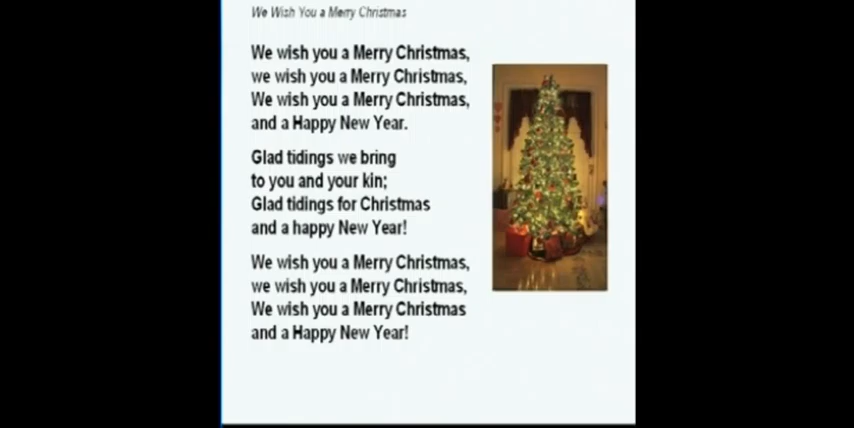 We Wish You a Merry Christmas
We wish you a Merry Christmas,
we wish you a Merry Christmas,
We wish you a Merry Christmas,
and a Happy New Year.
Glad tidings we bring
to you and your kin;
Glad tidings for Christmas
and a happy New Year!
We wish you a Merry Christmas,
we wish you a Merry Christmas,
We wish you a Merry Christmas
and a Happy New Year!